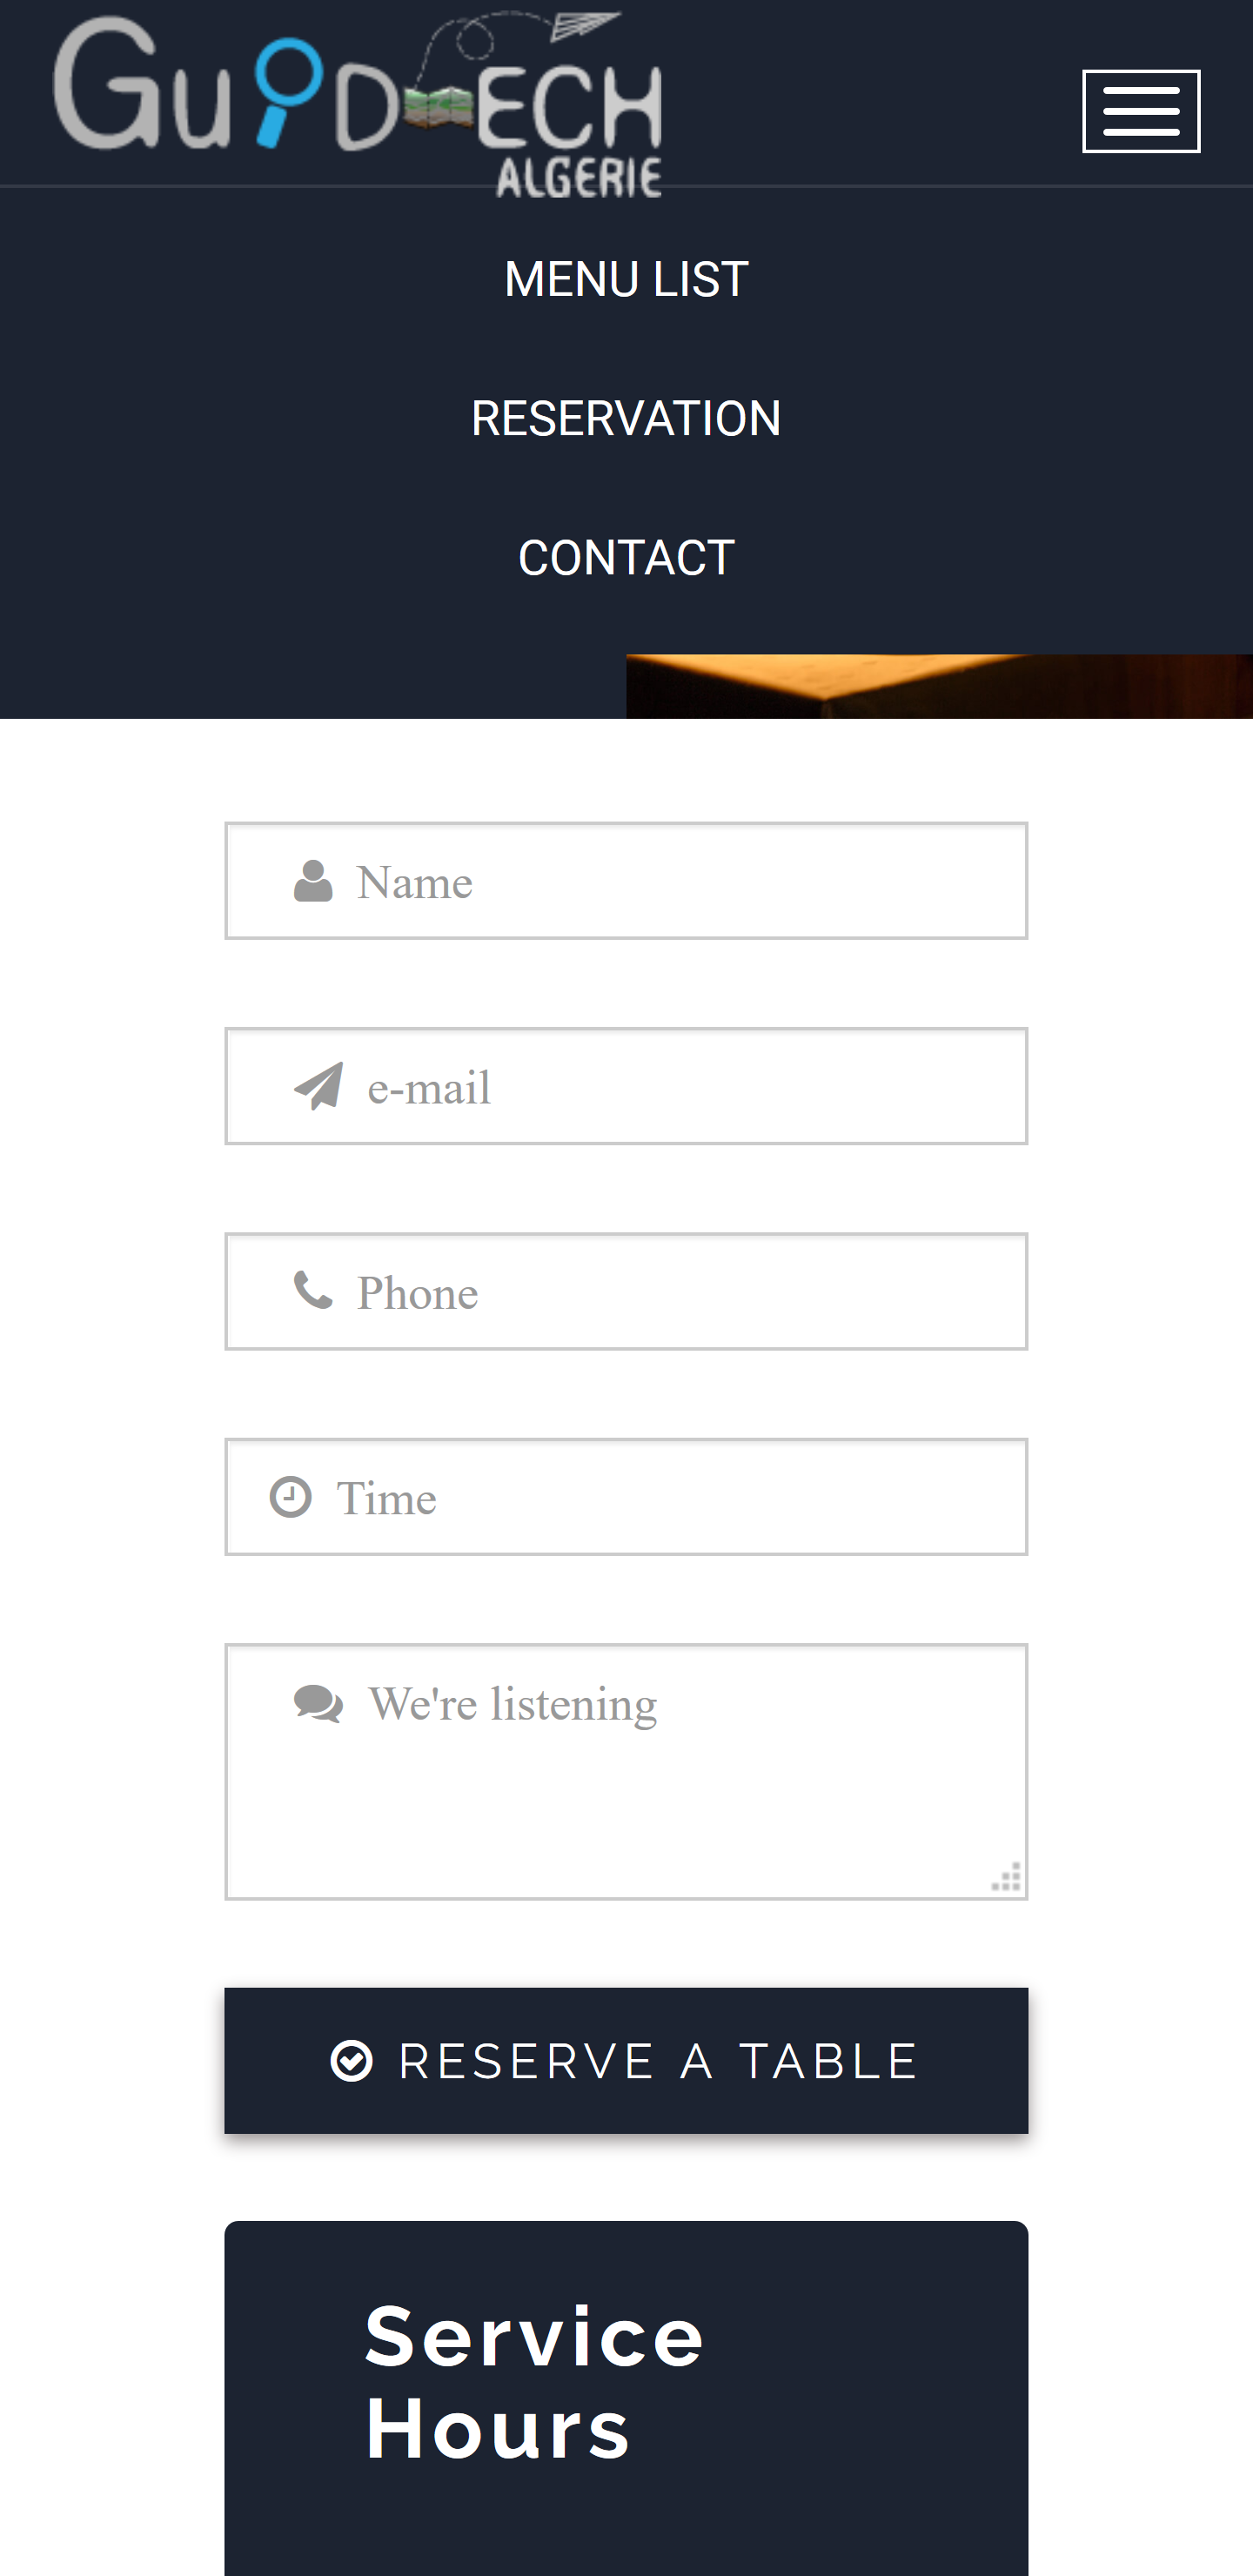 GuiDECH
ALGERIE
MENU LIST
RESERVATION
CONTACT
Name
e-mail
Phone
Time
We're listening
RESERVE A TABLE
Service
Hours